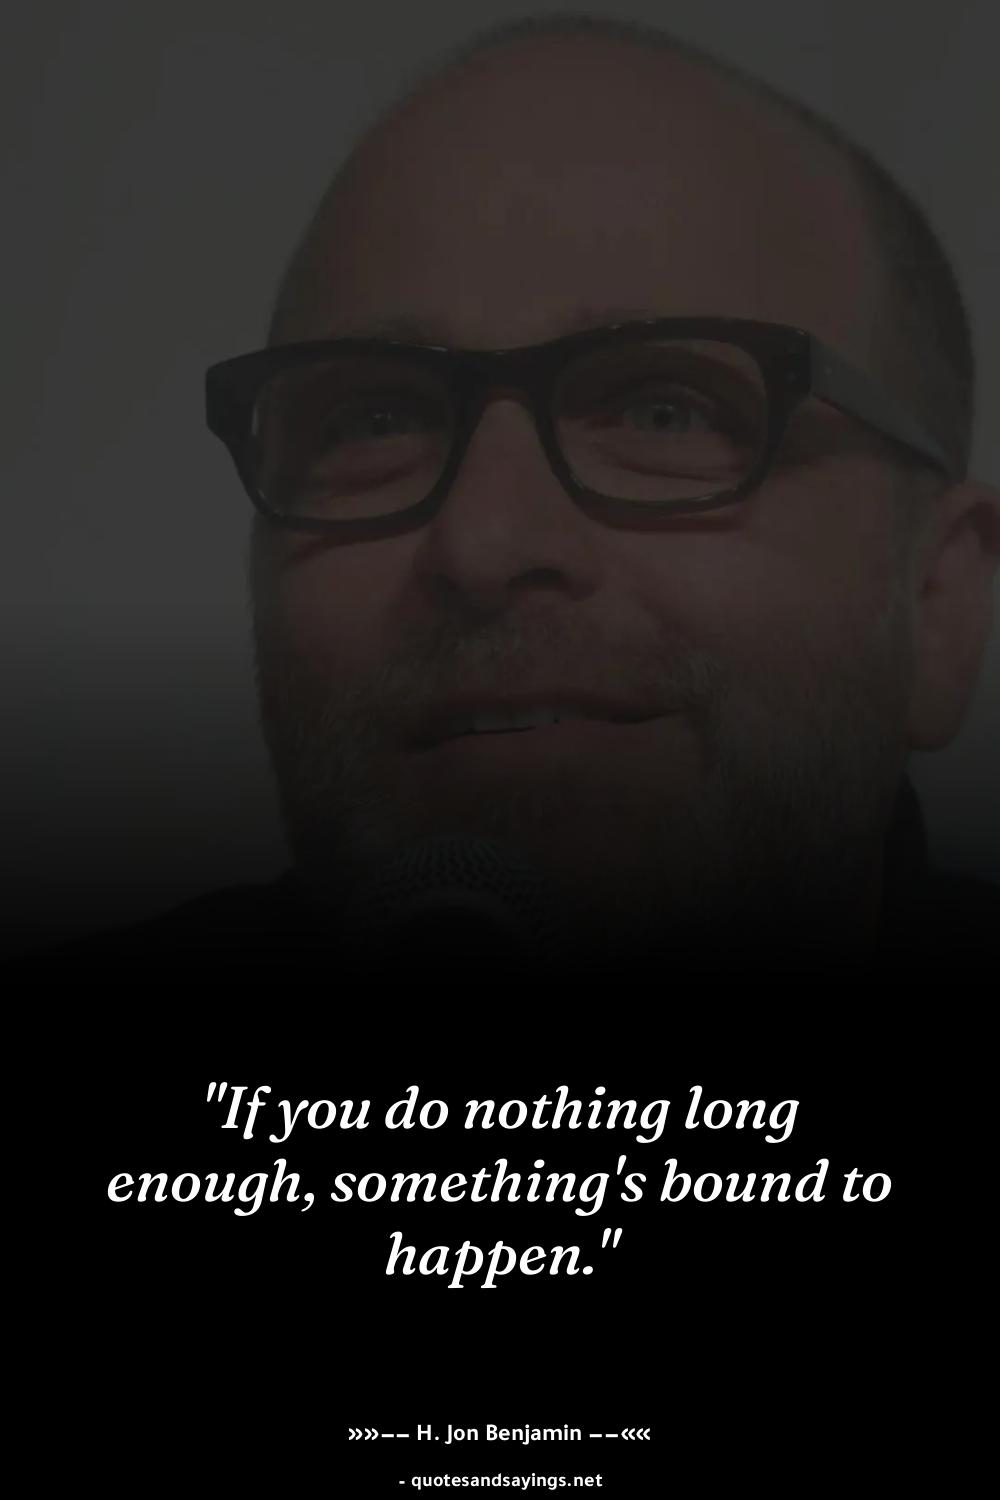 "If you do nothing long
enough, something's bound to
happen."
»»−− H. Jon Benjamin −−««
- quotesandsayings.net